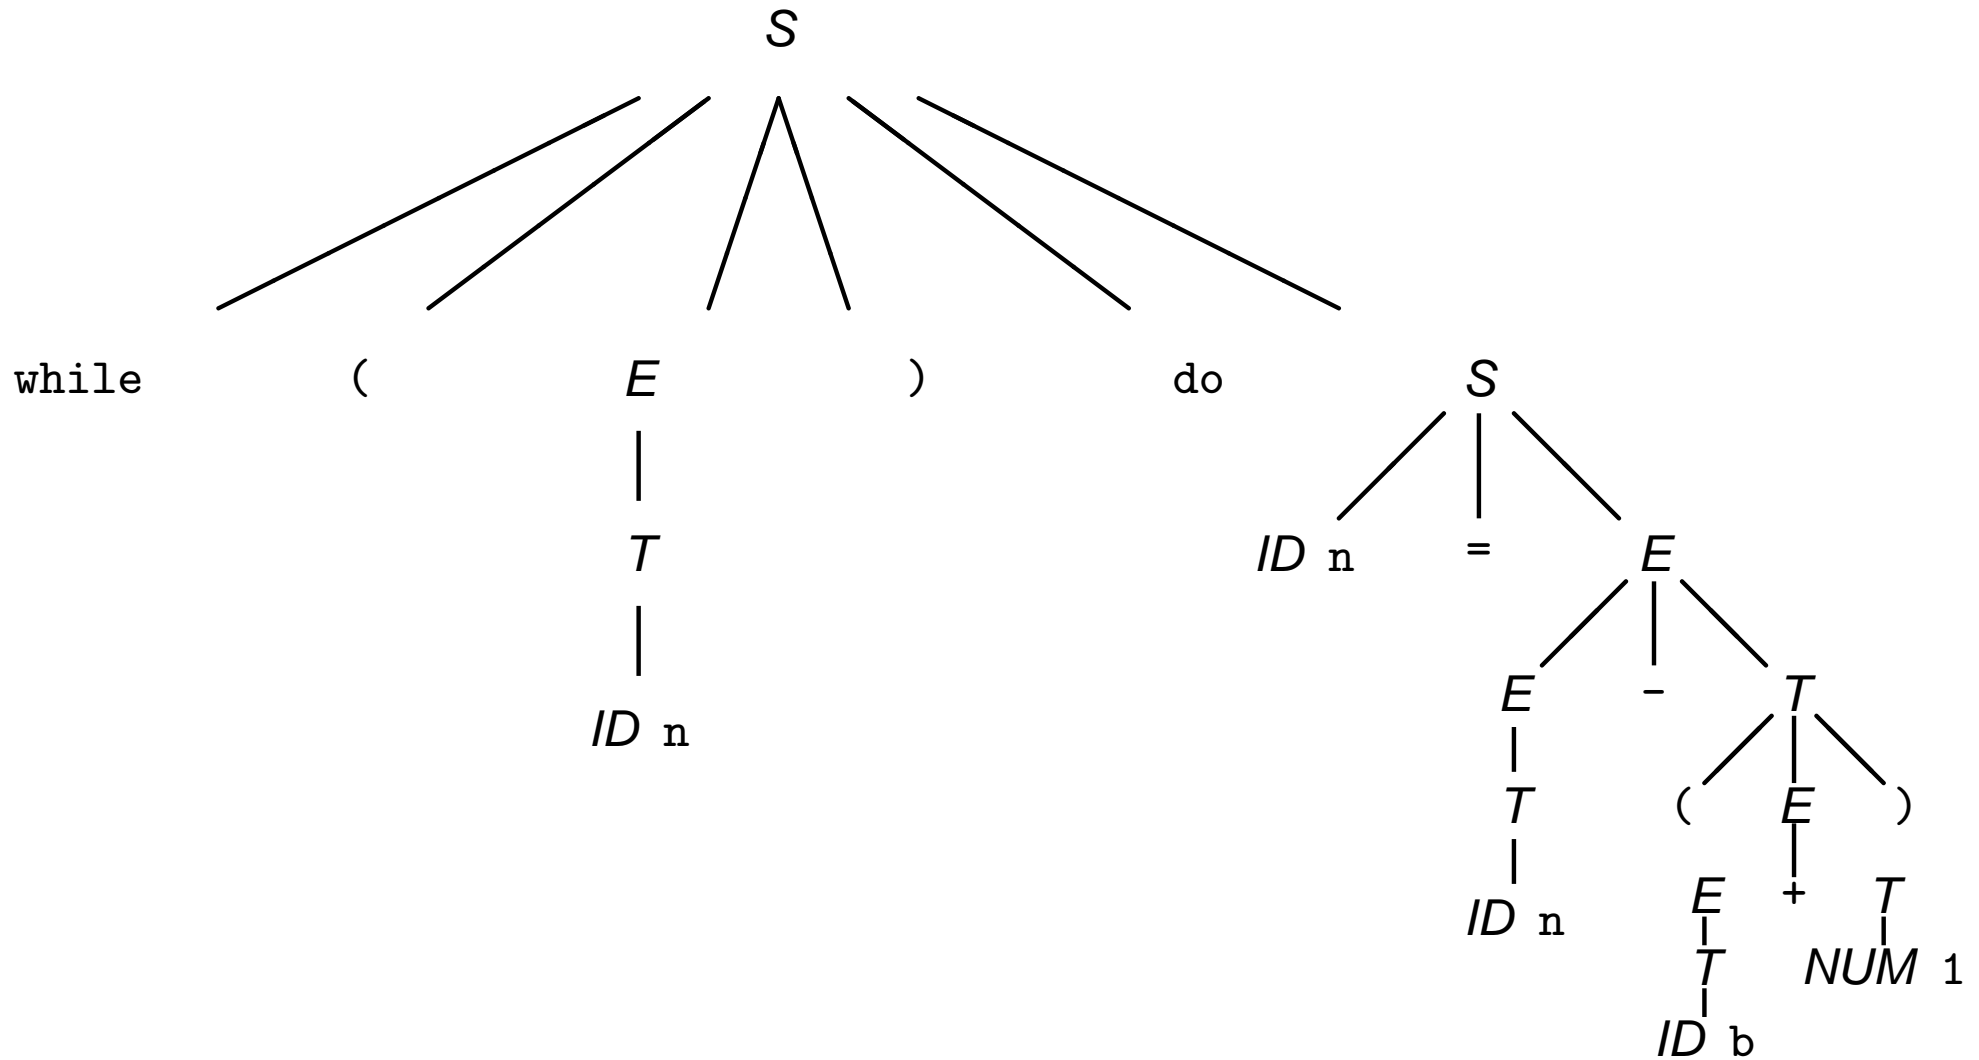 S
while ( E ) do S
T ID n = E
ID n E - T
T ( E )
ID n E + T
T NUM 1
ID b